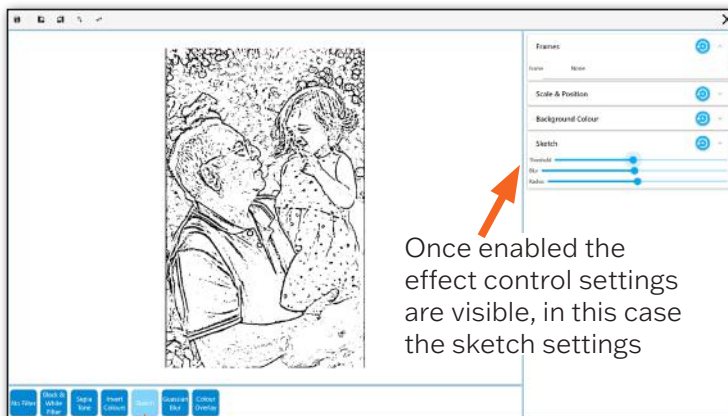 Frames
Frame None
Scale & Position
Background Colour
Sketch
Threshold
Blur
Radius
Once enabled the
effect control settings
are visible, in this case
the sketch settings
No Filter
Block &
White
Filter
Sepia
Tone
Invert
Colours
Sketch
Gaussian
Blur
Colour
Overlay